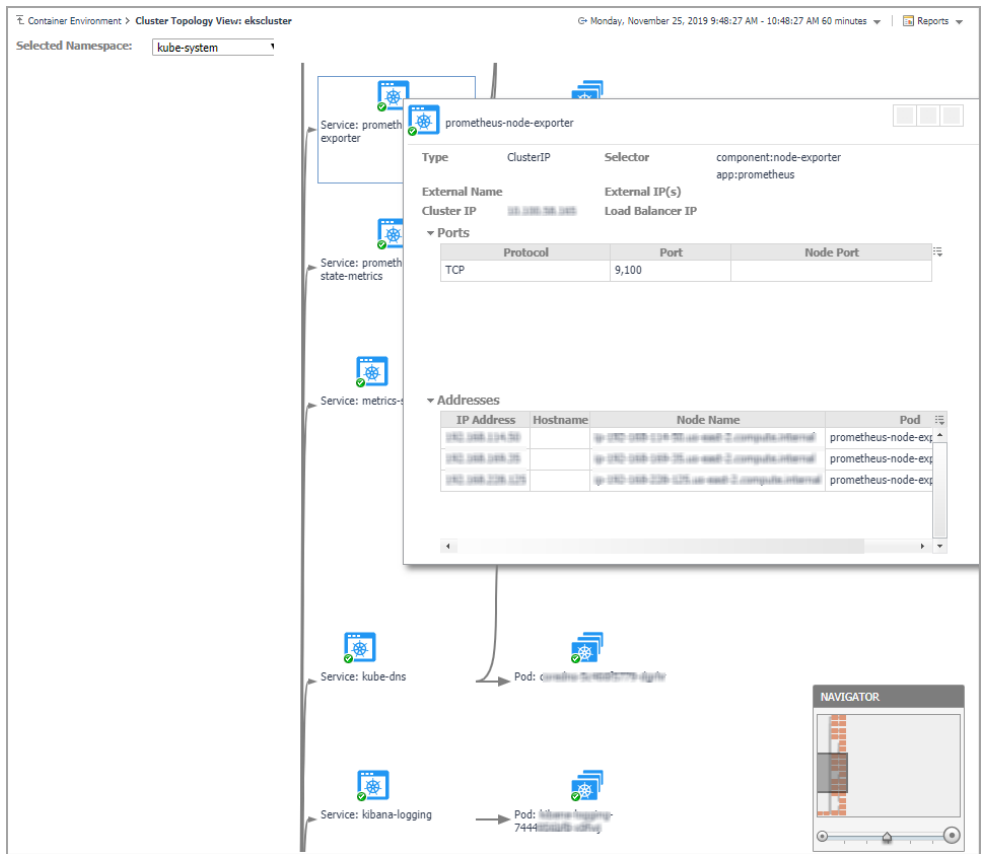 Container Environment > Cluster Topology View: ekscluster
Monday, November 25, 2019 9:48:27 AM - 10:48:27 AM 60 minutes
Reports
Selected Namespace: kube-system
Service: prometh
exporter
prometheus-node-exporter
Type ClusterIP Selector component:node-exporter
app:prometheus
External Name External IP(s)
Cluster IP Load Balancer IP
Ports
Protocol Port Node Port
TCP 9,100
Service: prometh
state-metrics
Service: metrics-s
Addresses
IP Address Hostname Node Name Pod
prometheus-node-exp
prometheus-node-exp
prometheus-node-exp
Service: kube-dns
Pod:
Service: kibana-logging
Pod:
NAVIGATOR